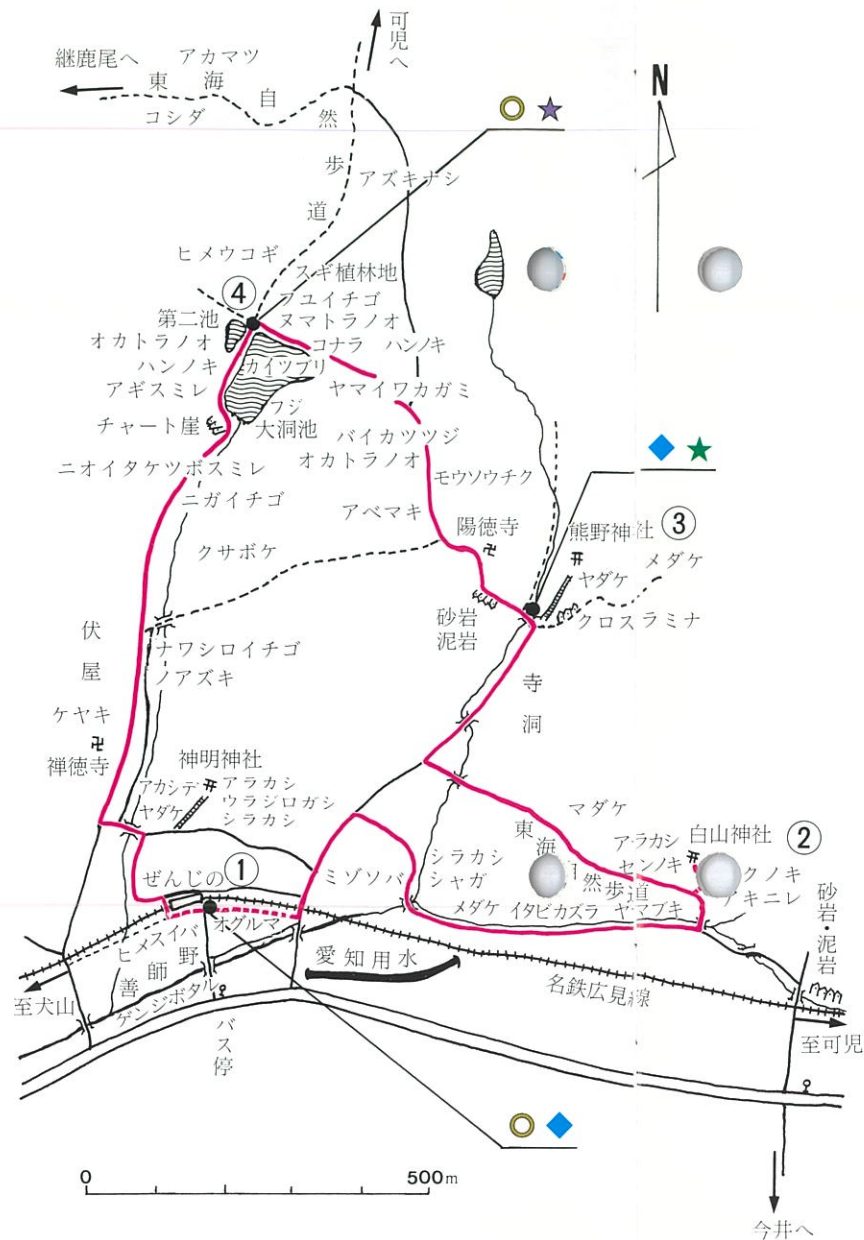 可児へ
継鹿尾へ
アカマツ
東海自然歩道
コシダ
N
アズキナシ
ヒメウコギ
スギ植林地
④
フユイチゴ
第二池
ヌマトラノオ
オカトラノオ
コナラ ハンノキ
ハンノキ
カイツブリ
アギスミレ
ヤマイワカガミ
フジ
チャート崖
大洞池
バイカツツジ
オカトラノオ
ニオイタケツボスミレ
モウソウチク
ニガイチゴ
アベマキ
陽徳寺
熊野神社 ③
クサボケ
メダケ
ヤダケ
砂岩
泥岩
クロスラミナ
伏屋
ナワシロイチゴ
ノアズキ
寺洞
ケヤキ
禅徳寺
神明神社
アカシデ
アラカシ
ヤダケ
ウラジロガシ
シラカシ
マダケ
東海自然歩道
アラカシ
白山神社 ②
センノキ
クノキ
アキニレ
ぜんじの ①
ミゾソバ
シラカシ
シャガ
メダケ
イタビカズラ
ヤマブキ
砂岩・泥岩
オグルマ
ヒメスイバ
善師野
愛知用水
名鉄広見線
至犬山
ゲンジボタル
バス停
至可児
0 500m
今井へ